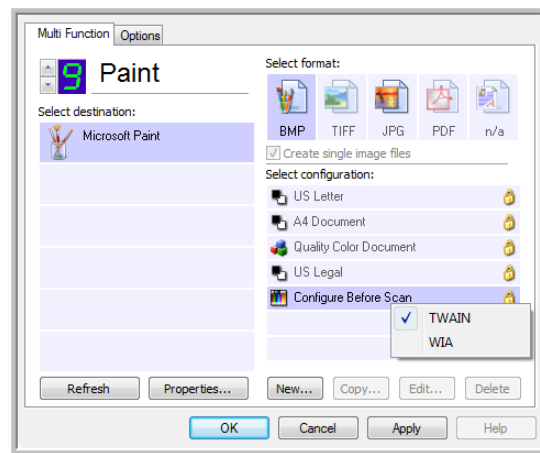 Multi Function Options
9 Paint
Select destination:
Microsoft Paint
Refresh Properties...
Select format:
BMP TIFF JPG PDF n/a
Create single image files
Select configuration:
US Letter
A4 Document
Quality Color Document
US Legal
Configure Before Scan
TWAIN
WIA
New... Copy... Edit... Delete
OK Cancel Apply Help